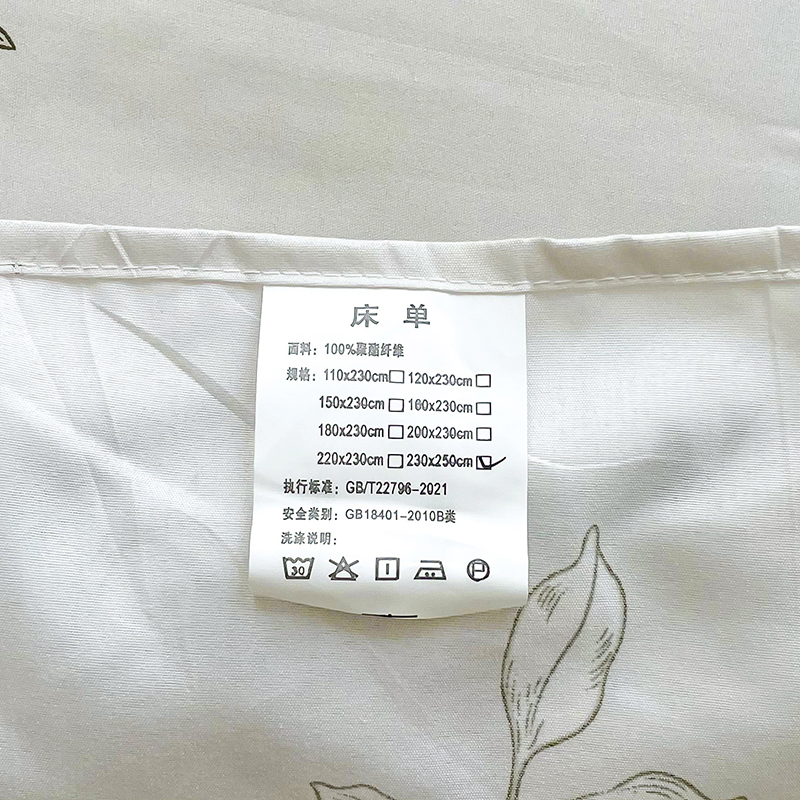 床单
面料：100%聚酯纤维
规格：110x230cm 120x230cm
150x230cm 160x230cm
180x230cm 200x230cm
220x230cm 230x250cm
执行标准：GB/T22796-2021
安全类别：GB18401-2010B类
洗涤说明：
30 P